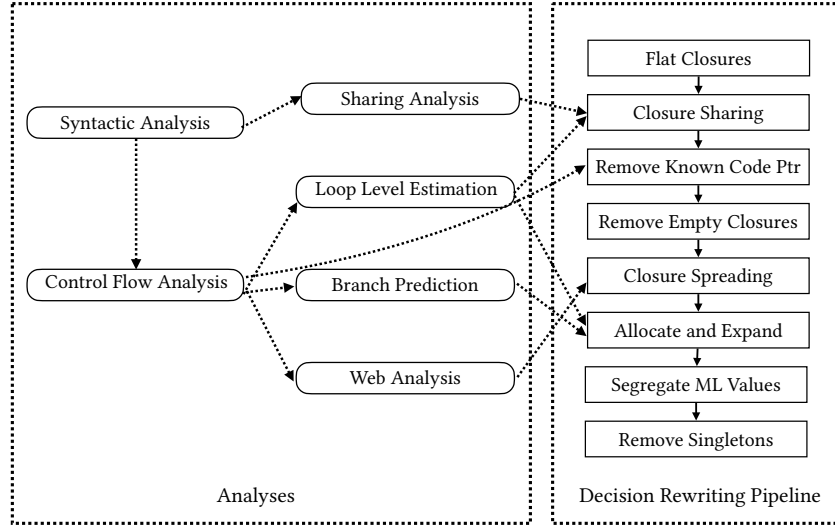 Syntactic Analysis
Control Flow Analysis
Sharing Analysis
Loop Level Estimation
Branch Prediction
Web Analysis
Analyses
Flat Closures
Closure Sharing
Remove Known Code Ptr
Remove Empty Closures
Closure Spreading
Allocate and Expand
Segregate ML Values
Remove Singletons
Decision Rewriting Pipeline